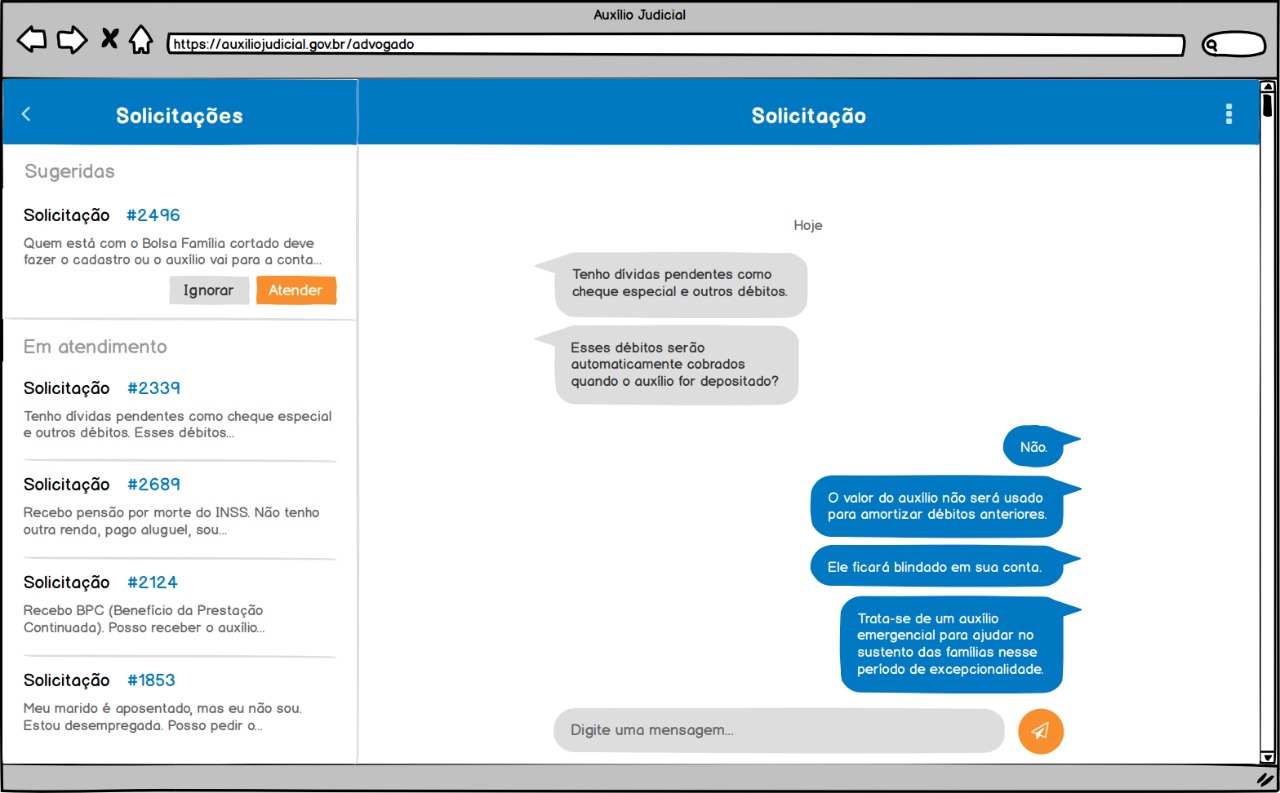 Auxílio Judicial
https://auxiliojudicial.gov.br/advogado
Solicitações
Sugeridas
Solicitação #2496
Quem está com o Bolsa Família cortado deve
fazer o cadastro ou o auxílio vai para a conta...
Ignorar
Atender
Em atendimento
Solicitação #2339
Tenho dívidas pendentes como cheque especial
e outros débitos. Esses débitos...
Solicitação #2689
Recebo pensão por morte do INSS. Não tenho
outra renda, pago aluguel, sou...
Solicitação #2124
Recebo BPC (Benefício da Prestação
Continuada). Posso receber o auxílio...
Solicitação #1853
Meu marido é aposentado, mas eu não sou.
Estou desempregada. Posso pedir o...
Solicitação
Hoje
Tenho dívidas pendentes como
cheque especial e outros débitos.
Esses débitos serão
automaticamente cobrados
quando o auxílio for depositado?
Não.
O valor do auxílio não será usado
para amortizar débitos anteriores.
Ele ficará blindado em sua conta.
Trata-se de um auxílio
emergencial para ajudar no
sustento das famílias nesse
período de excepcionalidade.
Digite uma mensagem...